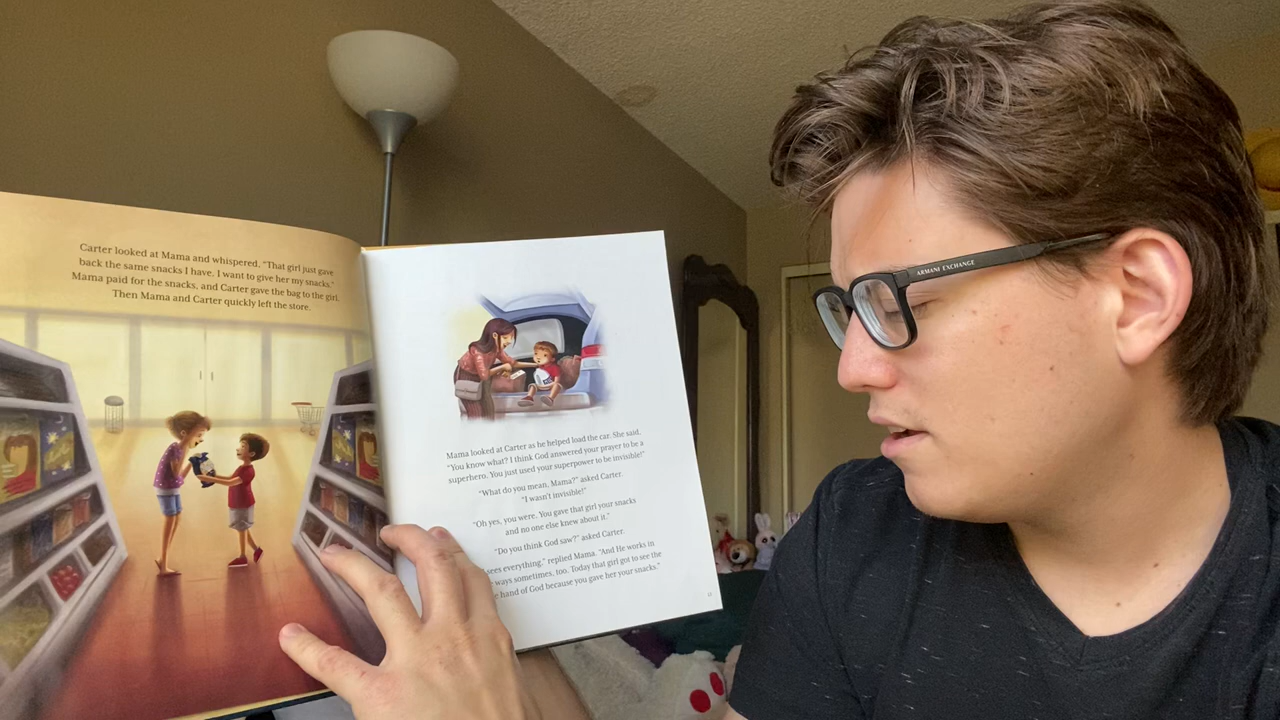 Carter looked at Mama and whispered, "That girl just gave
back the same snacks I have. I want to give her my snacks."
Mama paid for the snacks, and Carter gave the bag to the girl.
Then Mama and Carter quickly left the store.
Mama looked at Carter as he helped load the car. She said,
"You know what? I think God answered your prayer to be a
superhero. You just used your superpower to be invisible!"
"What do you mean, Mama?" asked Carter.
"I wasn't invisible!"
"Oh yes, you were. You gave that girl your snacks
and no one else knew about it."
"Do you think God saw?" asked Carter.
sees everything," replied Mama. "And He works in
ways sometimes, too. Today that girl got to see the
hand of God because you gave her your snacks."
ARMANI EXCHANGE